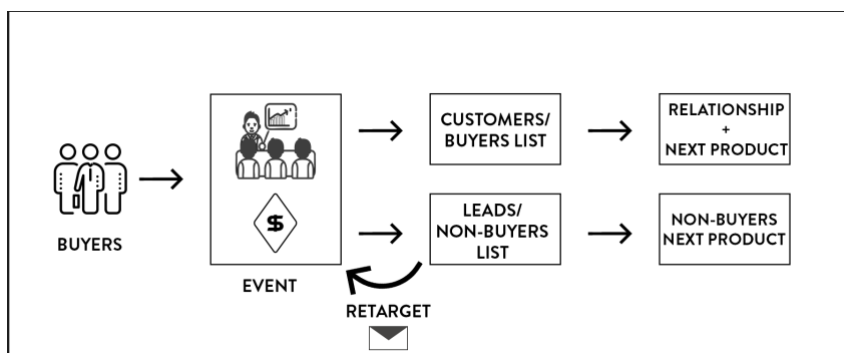 BUYERS
$
EVENT
CUSTOMERS/
BUYERS LIST
RELATIONSHIP
+
NEXT PRODUCT
LEADS/
NON-BUYERS
LIST
NON-BUYERS
NEXT PRODUCT
RETARGET